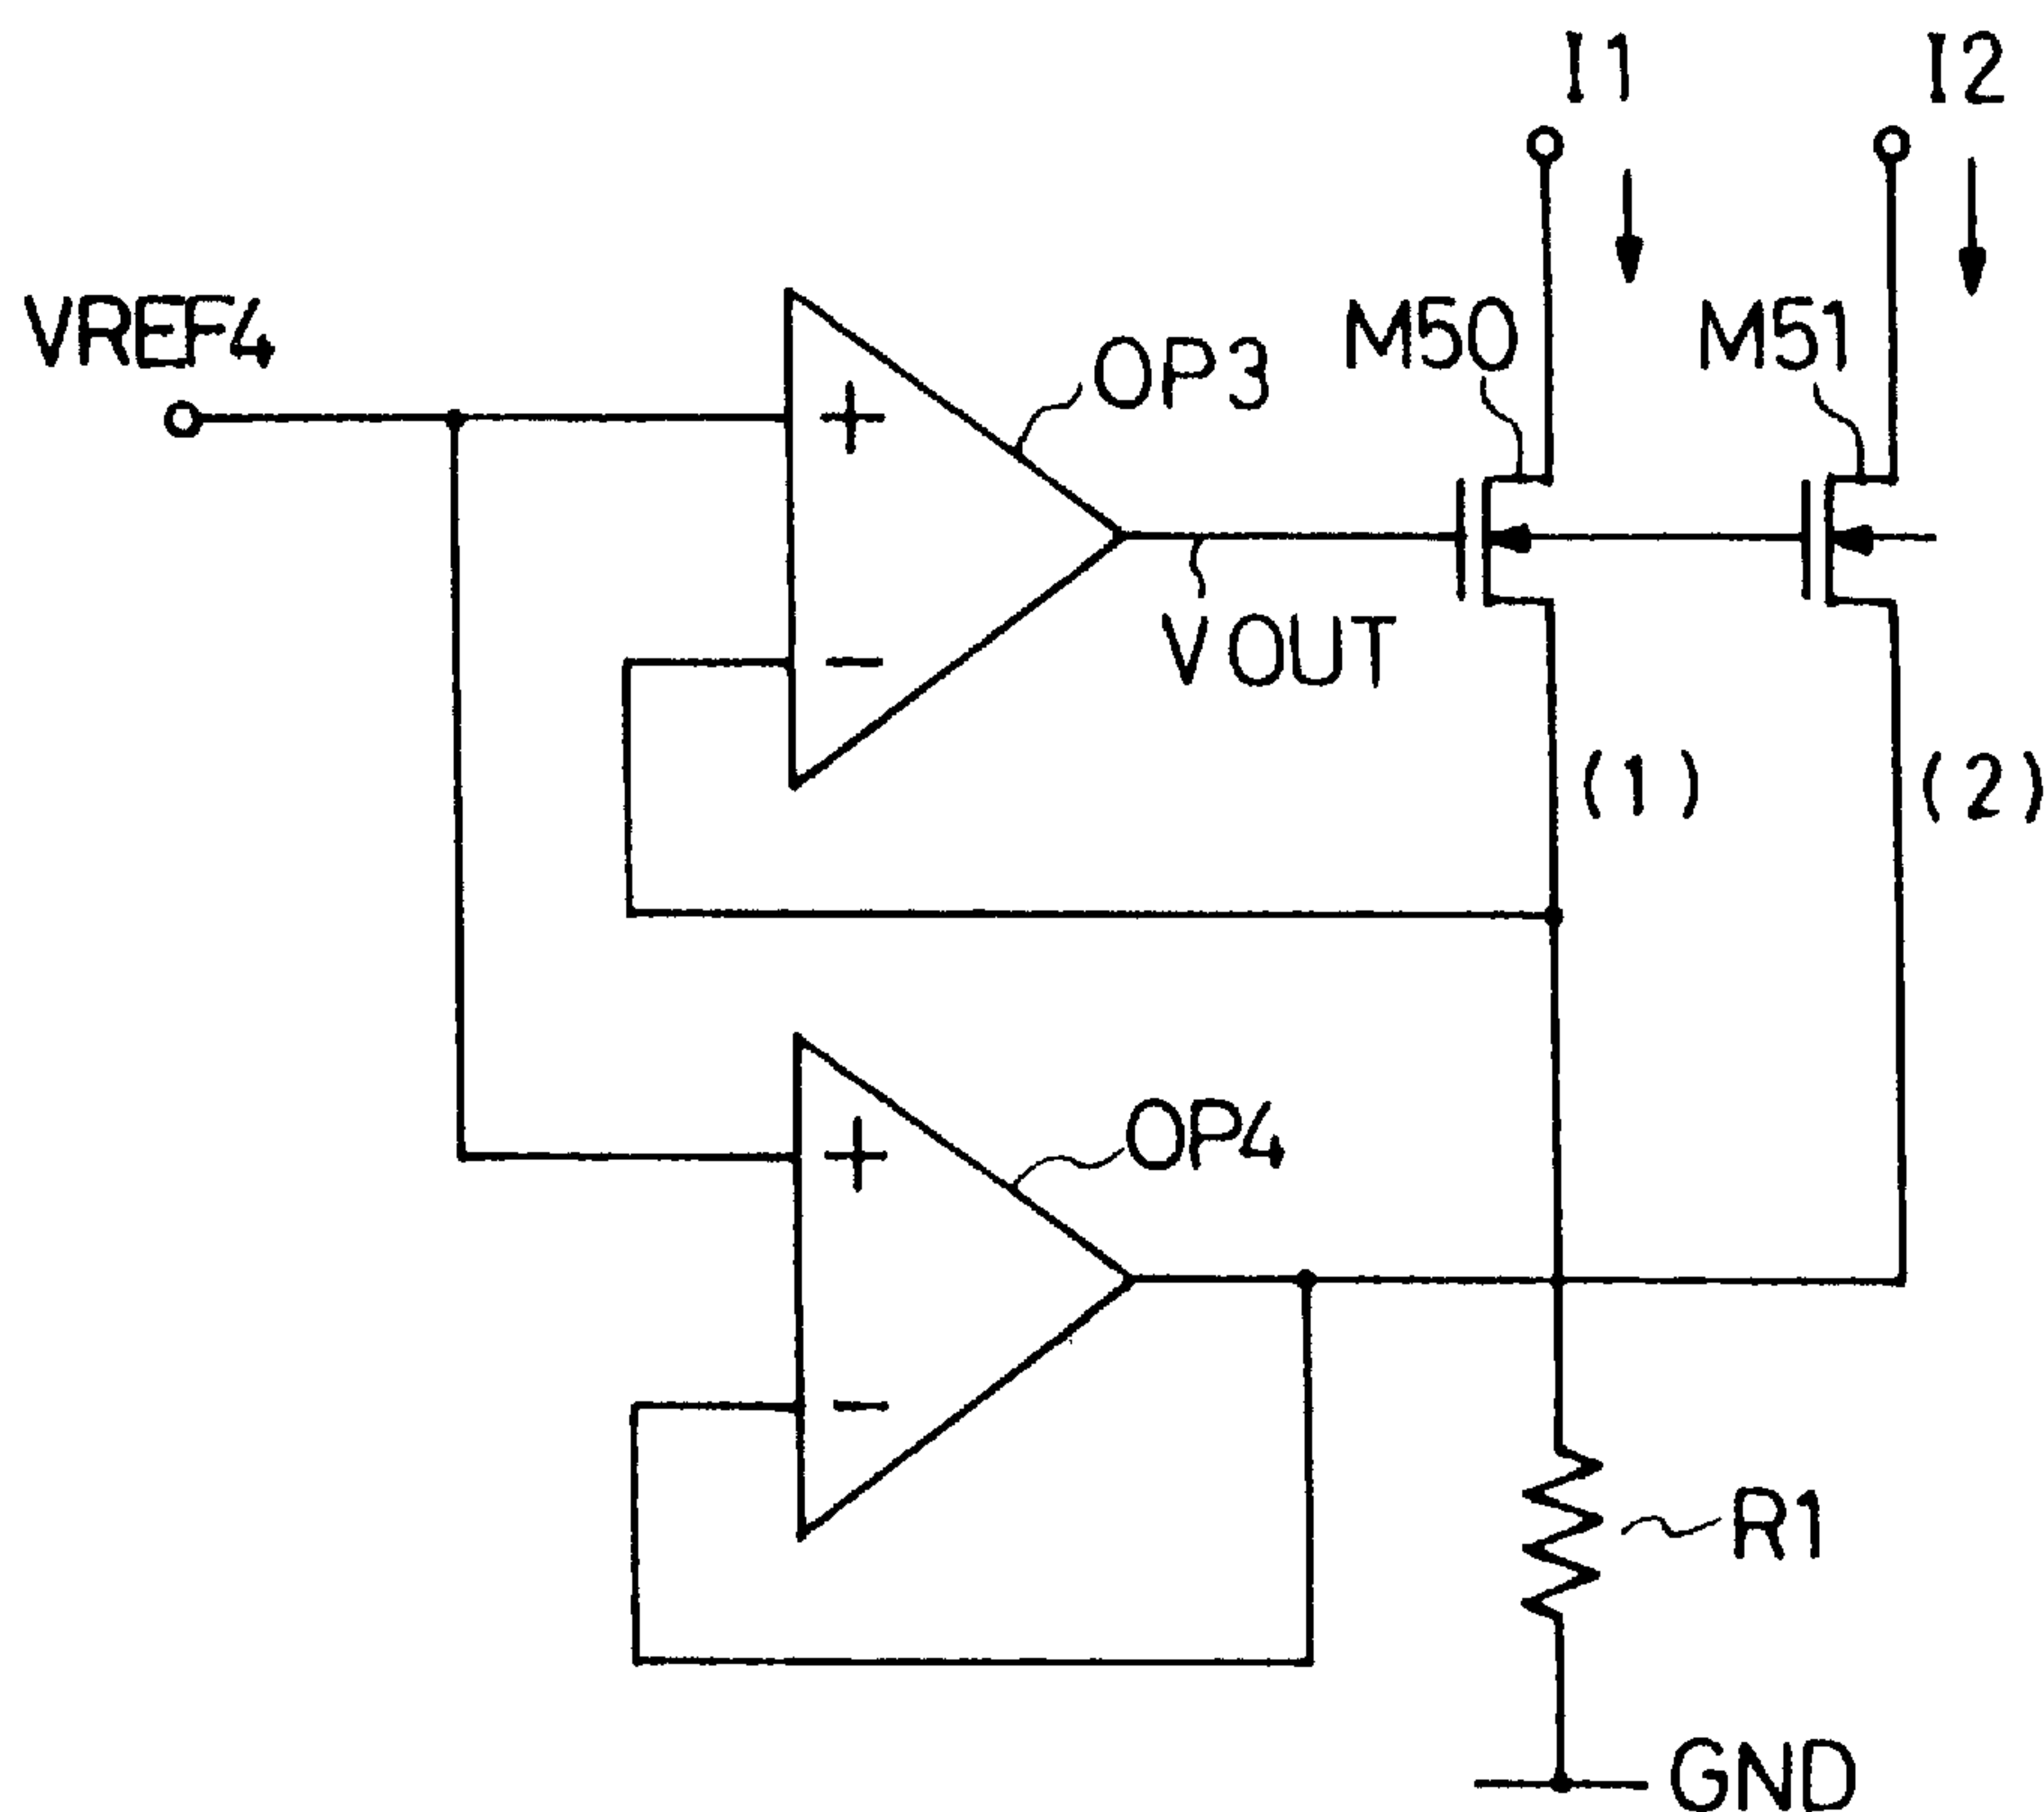 I1 I2
VREF4
OP3
M50 M51
+
VOUT
−
(1) (2)
OP4
+
−
R1
GND